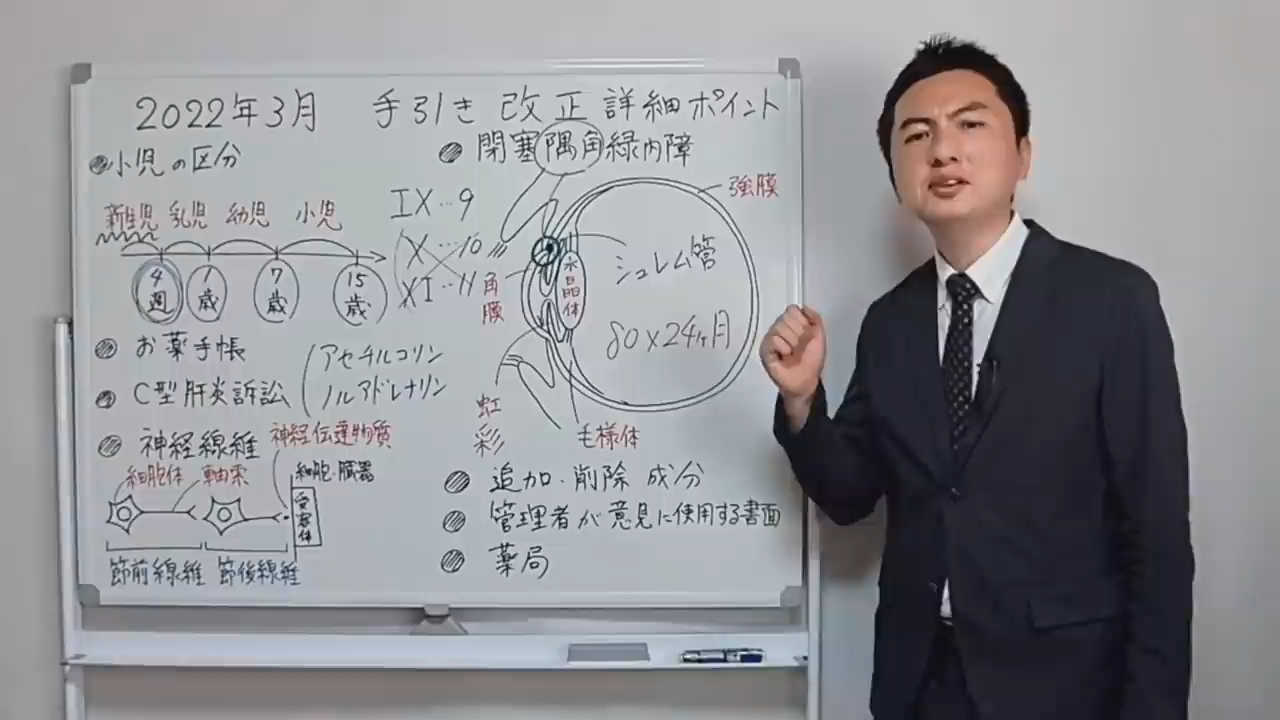 2022年3月 手引き 改正 詳細ポイント
小児の区分
新生児 乳児 幼児 小児
4週 1歳 7歳 15歳
IX…9
X…10
XI…11
お薬手帳
C型肝炎訴訟
アセチルコリン
ノルアドレナリン
神経線維
神経伝達物質
細胞体 軸索
細胞・臓器
受容体
節前線維 節後線維
閉塞隅角緑内障
強膜
シュレム管
水晶体
角膜
80×24ヶ月
虹彩
毛様体
追加・削除 成分
管理者が意見に使用する書面
薬局